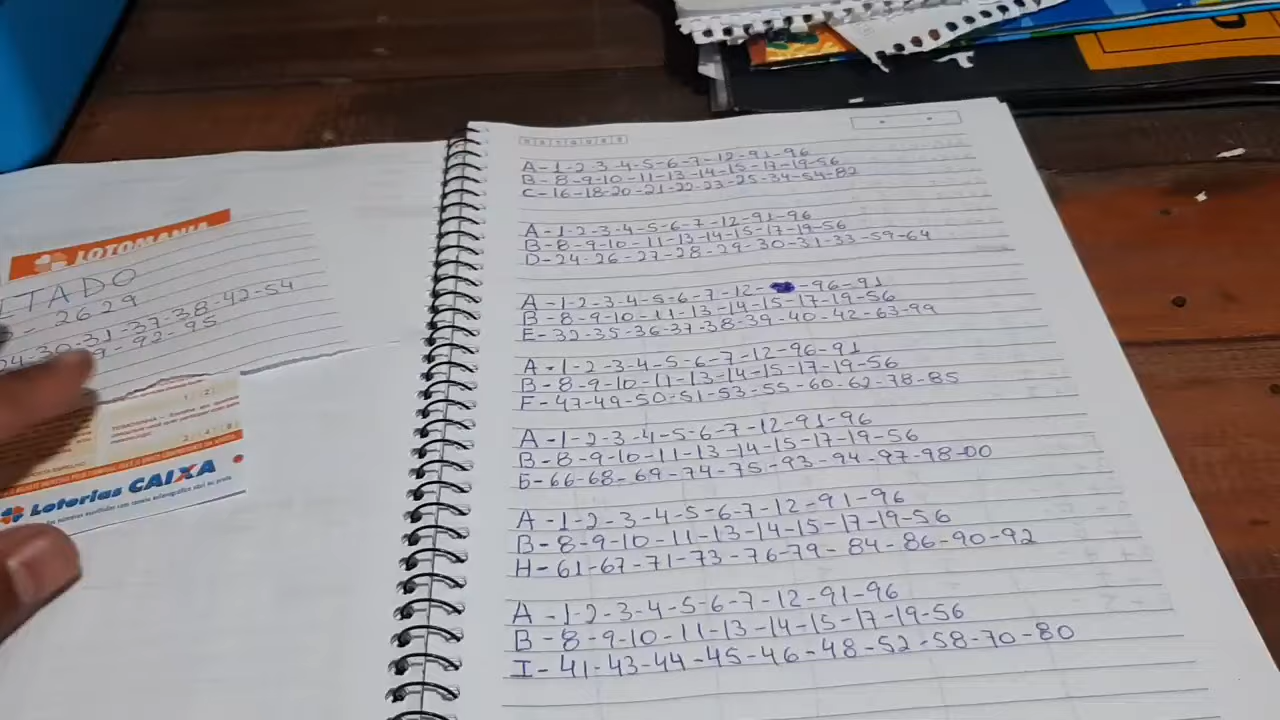 LOTOMANIA
LTADO
- 2629
24-30-31-37-38-42-54
9-92-95
Loterias CAIXA
A-1-2-3-4-5-6-7-12-91-96
B-8-9-10-11-13-14-15-17-19-56
C-16-18-20-21-22-23-25-34-54-82
A-1-2-3-4-5-6-7-12-91-96
B-8-9-10-11-13-14-15-17-19-56
D-24-26-27-28-29-30-31-33-59-64
A-1-2-3-4-5-6-7-12-96-91
B-8-9-10-11-13-14-15-17-19-56
E-32-35-36-37-38-39-40-42-63-99
A-1-2-3-4-5-6-7-12-96-91
B-8-9-10-11-13-14-15-17-19-56
F-47-49-50-51-53-55-60-62-78-85
A-1-2-3-4-5-6-7-12-91-96
B-8-9-10-11-13-14-15-17-19-56
G-66-68-69-74-75-93-94-97-98-00
A-1-2-3-4-5-6-7-12-91-96
B-8-9-10-11-13-14-15-17-19-56
H-61-67-71-73-76-79-84-86-90-92
A-1-2-3-4-5-6-7-12-91-96
B-8-9-10-11-13-14-15-17-19-56
I-41-43-44-45-46-48-52-58-70-80